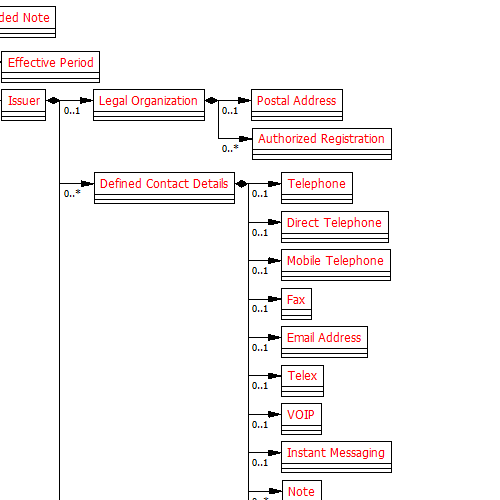 ded Note
Effective Period
Issuer
0..1
Legal Organization
0..1
Postal Address
0..*
Authorized Registration
0..*
Defined Contact Details
0..1
Telephone
0..1
Direct Telephone
0..1
Mobile Telephone
0..1
Fax
0..1
Email Address
0..1
Telex
0..1
VOIP
0..1
Instant Messaging
Note